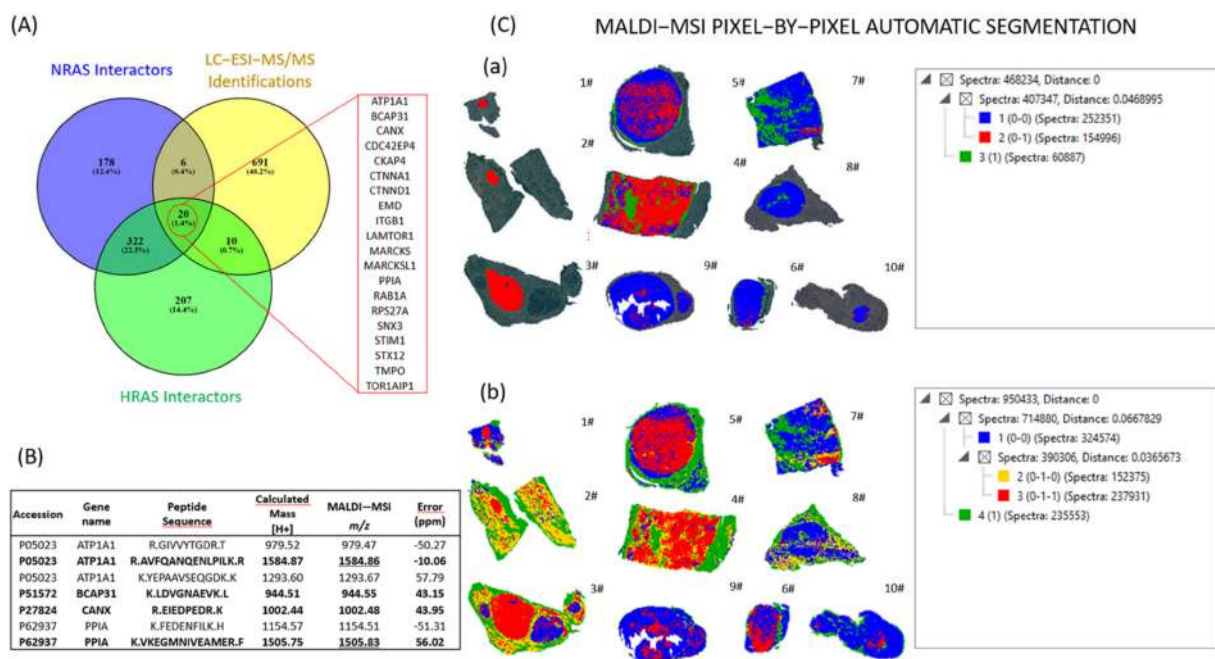 (A)
NRAS Interactors
LC-ESI-MS/MS
Identifications
178
(12.4%)
6
(0.4%)
691
(48.2%)
20
(1.4%)
322
(22.5%)
10
(0.7%)
207
(14.4%)
HRAS Interactors
ATP1A1
BCAP31
CANX
CDC42EP4
CKAP4
CTNNA1
CTNND1
EMD
ITGB1
LAMTOR1
MARCKS
MARCKSL1
PPIA
RAB1A
RPS27A
SNX3
STIM1
STX12
TMPO
TOR1AIP1
(B)
Accession Gene name Peptide Sequence Calculated Mass [H+] MALDI-MSI m/z Error (ppm)
P05023 ATP1A1 R.GIVVYTGDR.T 979.52 979.47 -50.27
P05023 ATP1A1 R.AVFQANQENLPILK.R 1584.87 1584.86 -10.06
P05023 ATP1A1 K.YEPAAVSEQGDK.K 1293.60 1293.67 57.79
P51572 BCAP31 K.LDVGNAEVK.L 944.51 944.55 43.15
P27824 CANX R.EIEDPEDR.K 1002.44 1002.48 43.95
P62937 PPIA K.FEDENFILK.H 1154.57 1154.51 -51.31
P62937 PPIA K.VKEGMNIVEAMER.F 1505.75 1505.83 56.02
(C)
MALDI-MSI PIXEL-BY-PIXEL AUTOMATIC SEGMENTATION
(a)
1#
5#
7#
2#
4#
8#
3#
9#
6#
10#
Spectra: 468234, Distance: 0
Spectra: 407347, Distance: 0.0468995
1 (0-0) (Spectra: 252351)
2 (0-1) (Spectra: 154996)
3 (1) (Spectra: 60887)
(b)
1#
5#
7#
2#
4#
8#
3#
9#
6#
10#
Spectra: 950433, Distance: 0
Spectra: 714880, Distance: 0.0667829
1 (0-0) (Spectra: 324574)
Spectra: 390306, Distance: 0.0365673
2 (0-1-0) (Spectra: 152375)
3 (0-1-1) (Spectra: 237931)
4 (1) (Spectra: 235553)